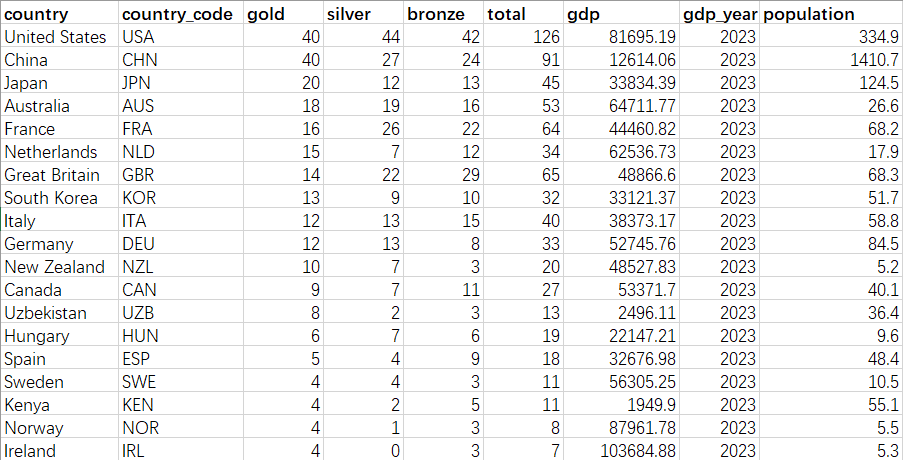 country country_code gold silver bronze total gdp gdp_year population
United States USA 40 44 42 126 81695.19 2023 334.9
China CHN 40 27 24 91 12614.06 2023 1410.7
Japan JPN 20 12 13 45 33834.39 2023 124.5
Australia AUS 18 19 16 53 64711.77 2023 26.6
France FRA 16 26 22 64 44460.82 2023 68.2
Netherlands NLD 15 7 12 34 62536.73 2023 17.9
Great Britain GBR 14 22 29 65 48866.6 2023 68.3
South Korea KOR 13 9 10 32 33121.37 2023 51.7
Italy ITA 12 13 15 40 38373.17 2023 58.8
Germany DEU 12 13 8 33 52745.76 2023 84.5
New Zealand NZL 10 7 3 20 48527.83 2023 5.2
Canada CAN 9 7 11 27 53371.7 2023 40.1
Uzbekistan UZB 8 2 3 13 2496.11 2023 36.4
Hungary HUN 6 7 6 19 22147.21 2023 9.6
Spain ESP 5 4 9 18 32676.98 2023 48.4
Sweden SWE 4 4 3 11 56305.25 2023 10.5
Kenya KEN 4 2 5 11 1949.9 2023 55.1
Norway NOR 4 1 3 8 87961.78 2023 5.5
Ireland IRL 4 0 3 7 103684.88 2023 5.3